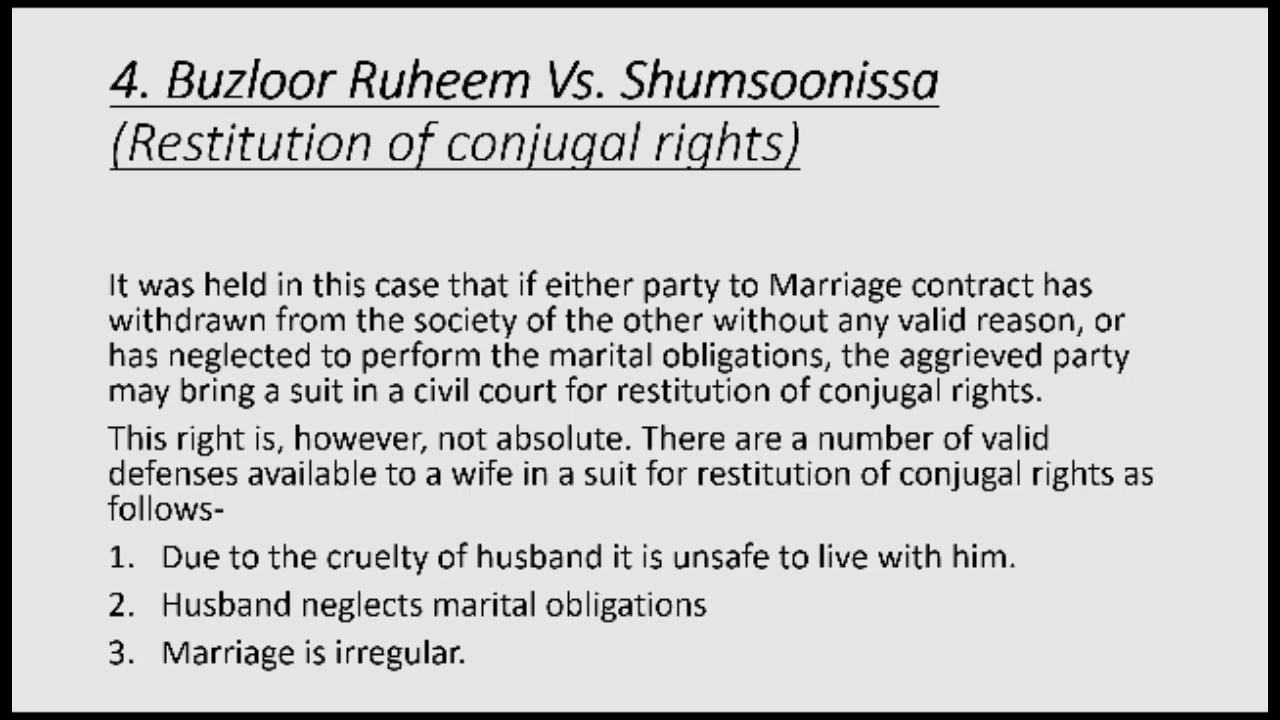 4. Buzloor Ruheem Vs. Shumsoonissa
(Restitution of conjugal rights)
It was held in this case that if either party to Marriage contract has
withdrawn from the society of the other without any valid reason, or
has neglected to perform the marital obligations, the aggrieved party
may bring a suit in a civil court for restitution of conjugal rights.
This right is, however, not absolute. There are a number of valid
defenses available to a wife in a suit for restitution of conjugal rights as
follows-
1. Due to the cruelty of husband it is unsafe to live with him.
2. Husband neglects marital obligations
3. Marriage is irregular.